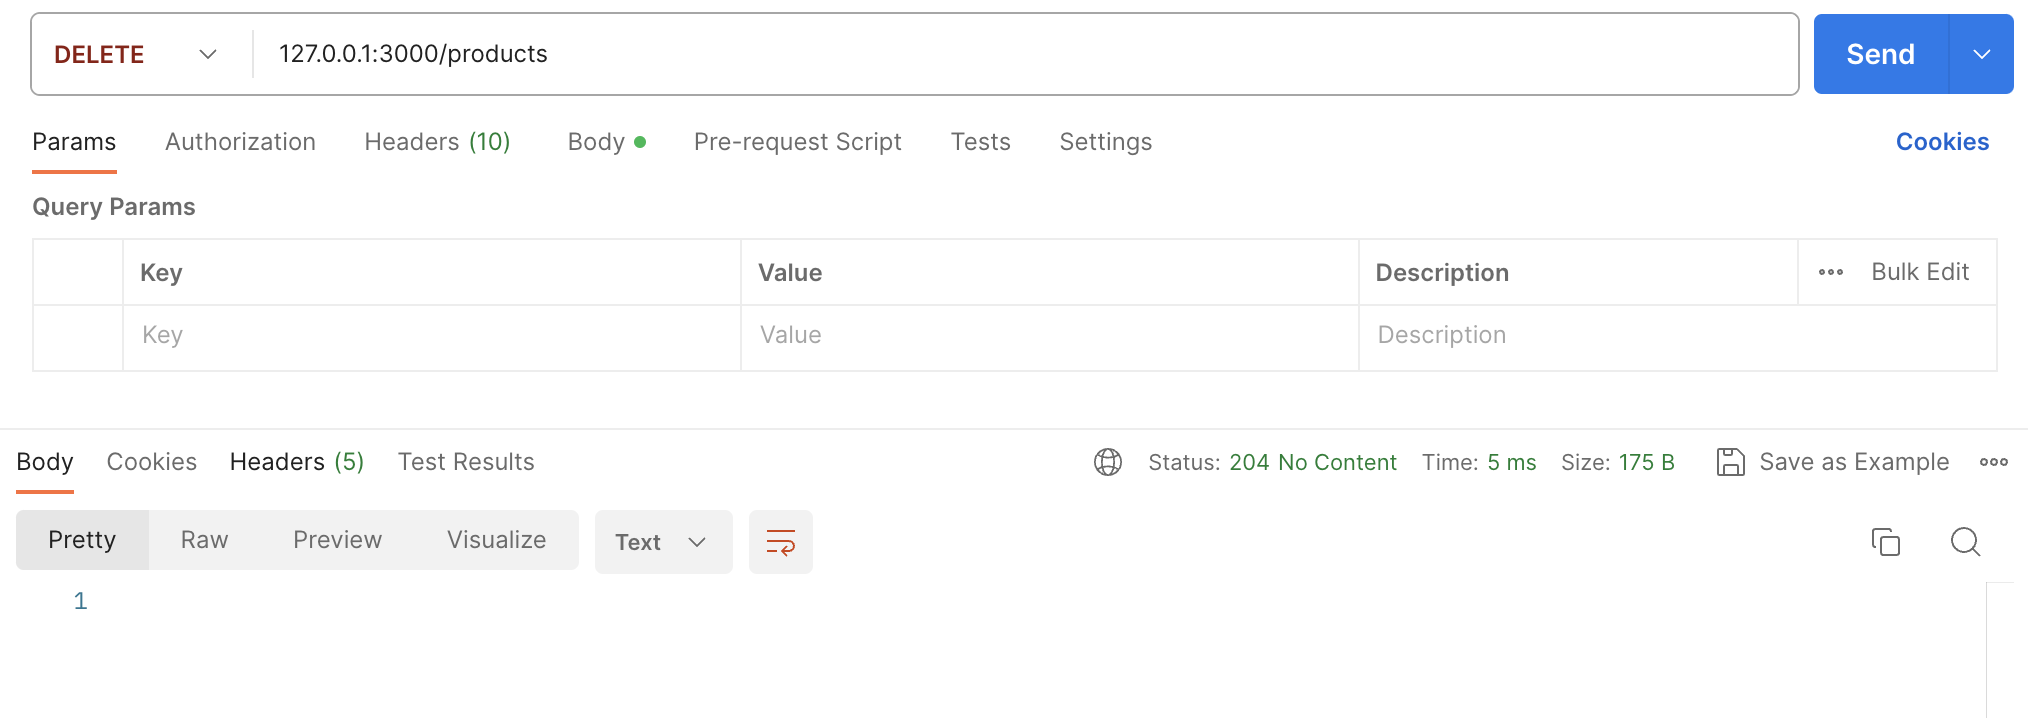 DELETE 127.0.0.1:3000/products Send
Params Authorization Headers (10) Body Pre-request Script Tests Settings Cookies
Query Params
Key Value Description Bulk Edit
Key Value Description
Body Cookies Headers (5) Test Results Status: 204 No Content Time: 5 ms Size: 175 B Save as Example
Pretty Raw Preview Visualize Text
1